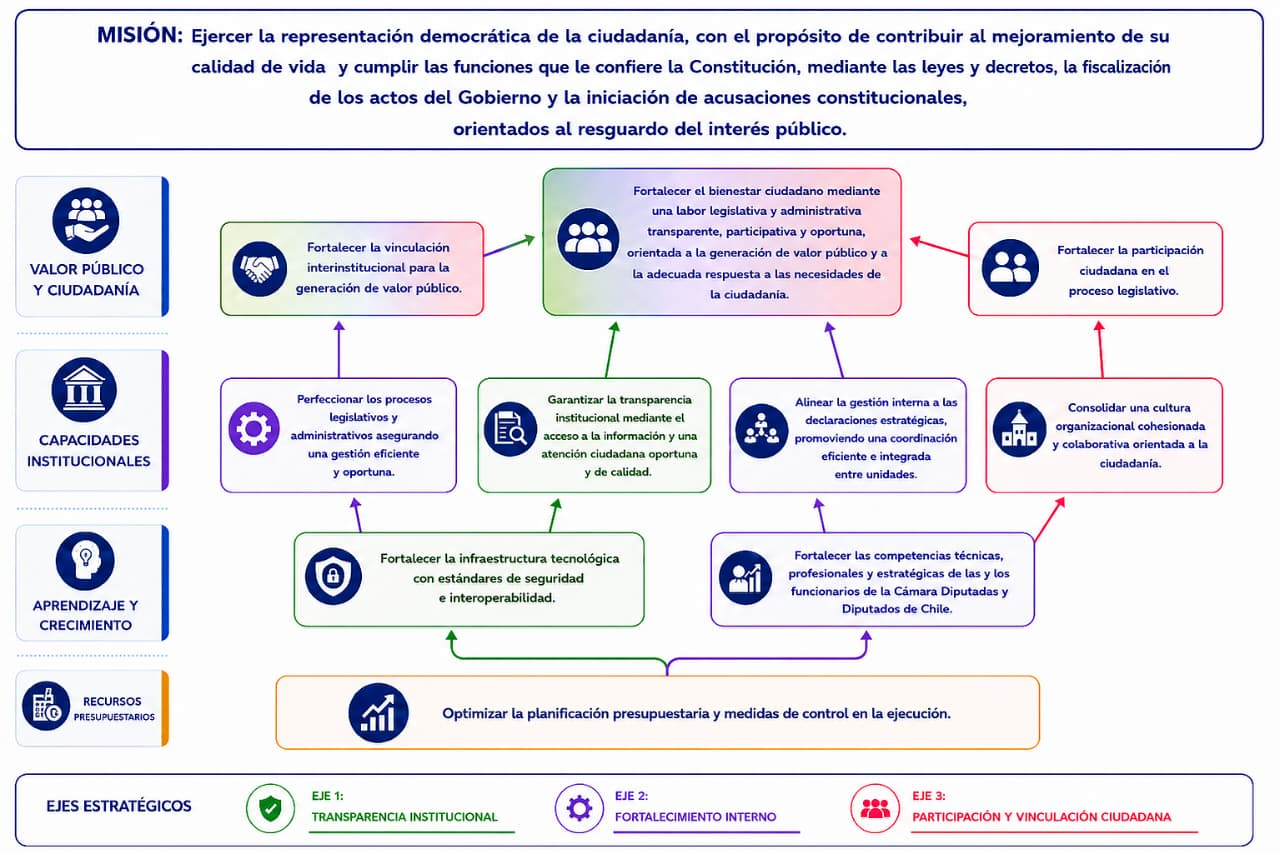 MISIÓN: Ejercer la representación democrática de la ciudadanía, con el propósito de contribuir al mejoramiento de su
calidad de vida y cumplir las funciones que le confiere la Constitución, mediante las leyes y decretos, la fiscalización
de los actos del Gobierno y la iniciación de acusaciones constitucionales,
orientados al resguardo del interés público.
VALOR PÚBLICO
Y CIUDADANÍA
Fortalecer la vinculación
interinstitucional para la
generación de valor público.
Fortalecer el bienestar ciudadano mediante
una labor legislativa y administrativa
transparente, participativa y oportuna,
orientada a la generación de valor público y a
la adecuada respuesta a las necesidades de
la ciudadanía.
Fortalecer la participación
ciudadana en el
proceso legislativo.
CAPACIDADES
INSTITUCIONALES
Perfeccionar los procesos
legislativos y
administrativos asegurando
una gestión eficiente
y oportuna.
Garantizar la transparencia
institucional mediante el
acceso a la información y una
atención ciudadana oportuna
y de calidad.
Alinear la gestión interna a las
declaraciones estratégicas,
promoviendo una coordinación
eficiente e integrada
entre unidades.
Consolidar una cultura
organizacional cohesionada
y colaborativa orientada a la
ciudadanía.
APRENDIZAJE Y
CRECIMIENTO
Fortalecer la infraestructura tecnológica
con estándares de seguridad
e interoperabilidad.
Fortalecer las competencias técnicas,
profesionales y estratégicas de las y los
funcionarios de la Cámara Diputadas y
Diputados de Chile.
RECURSOS
PRESUPUESTARIOS
Optimizar la planificación presupuestaria y medidas de control en la ejecución.
EJES ESTRATÉGICOS
EJE 1:
TRANSPARENCIA INSTITUCIONAL
EJE 2:
FORTALECIMIENTO INTERNO
EJE 3:
PARTICIPACIÓN Y VINCULACIÓN CIUDADANA